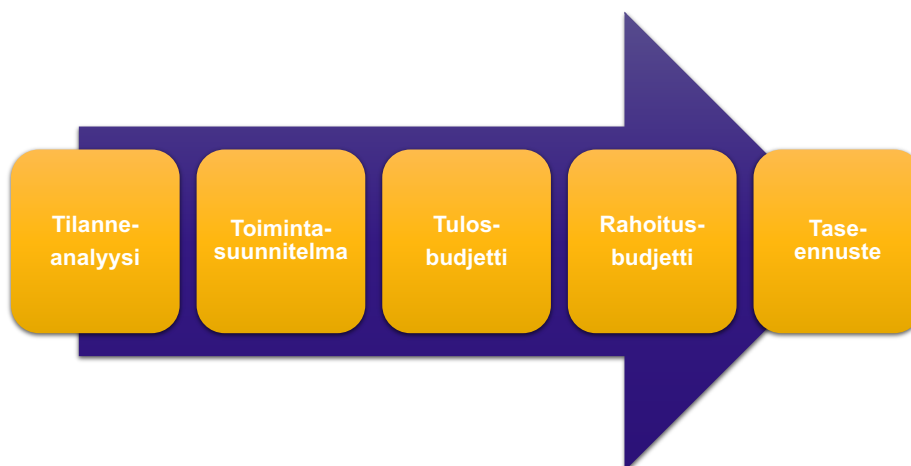 Tilanne-
analyysi
Toiminta-
suunnitelma
Tulos-
budjetti
Rahoitus-
budjetti
Tase-
ennuste